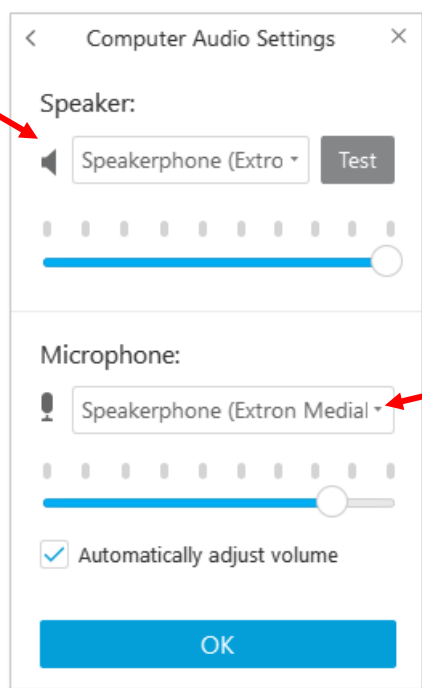 Computer Audio Settings
Speaker:
Speakerphone (Extro
Test
Microphone:
Speakerphone (Extron Medial
Automatically adjust volume
OK